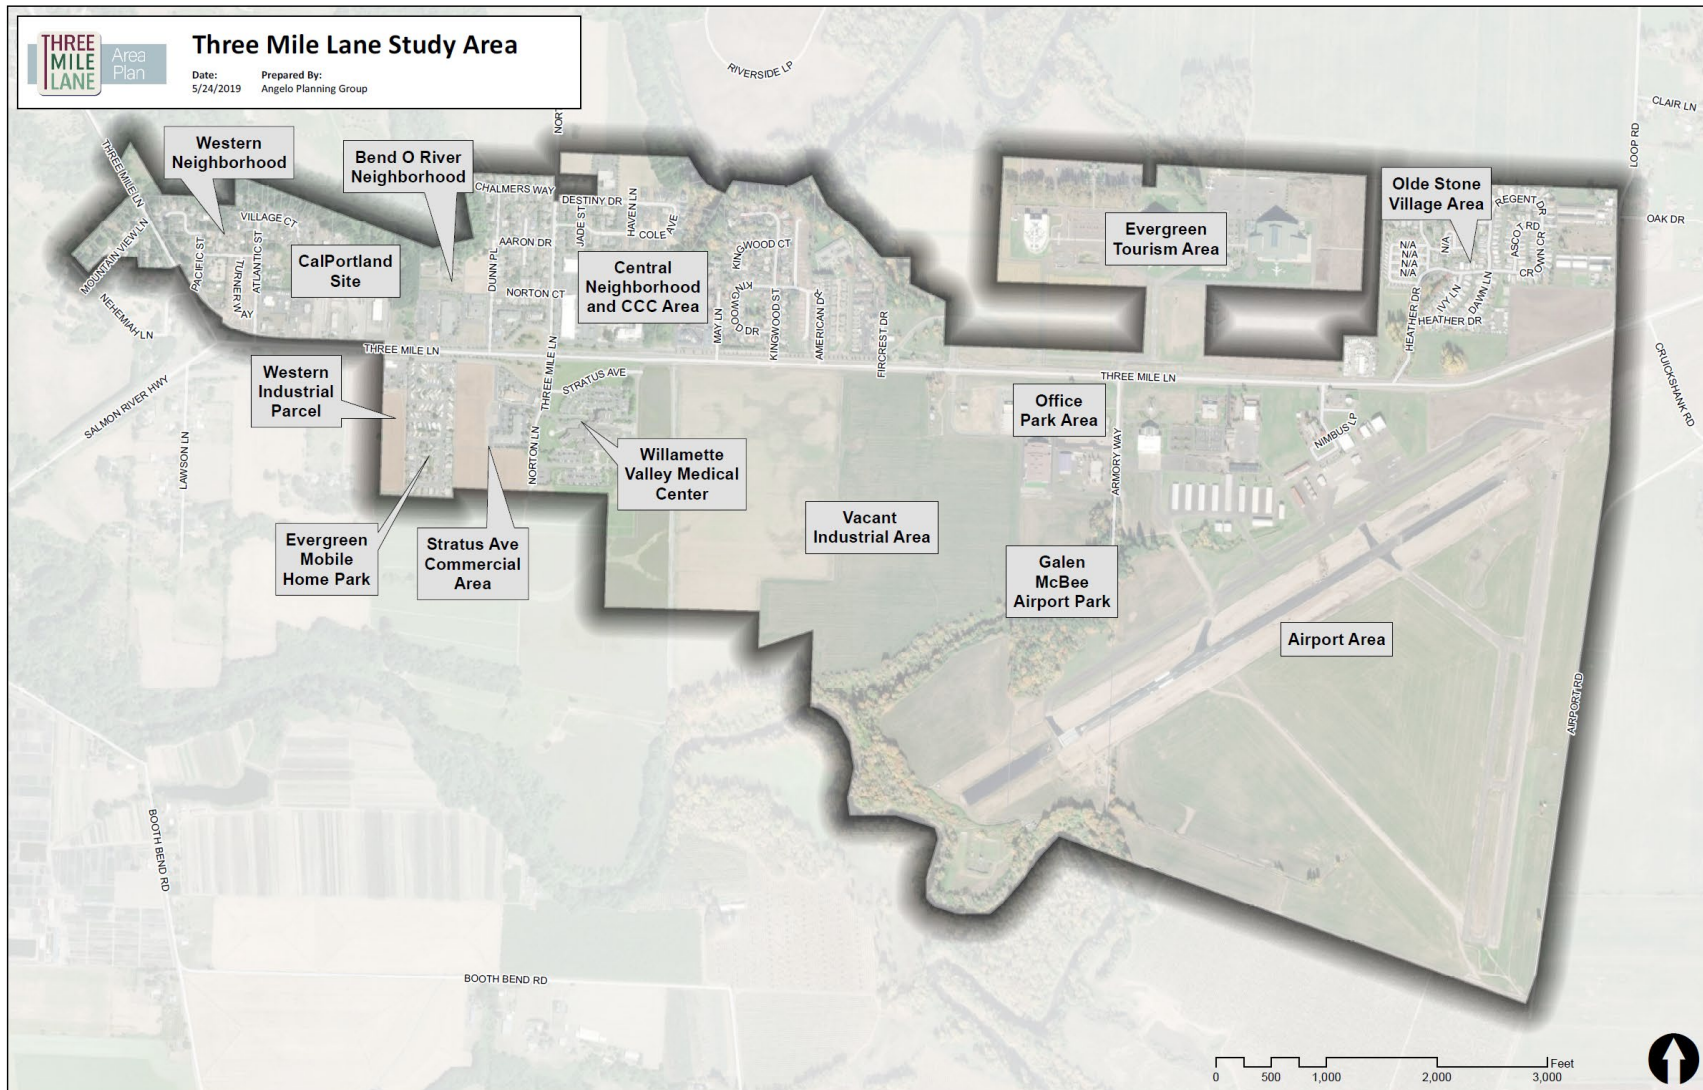 THREE
MILE
LANE
Area
Plan
Three Mile Lane Study Area
Date: Prepared By:
5/24/2019 Angelo Planning Group
RIVERSIDE LP
CLAIR LN
LOOP RD
OAK DR
THREE MILE LN
Western
Neighborhood
Bend O River
Neighborhood
CHALMERS WAY
DESTINY DR
JADE ST
HAVEN LN
COLE AVE
VILLAGE CT
MOUNTAIN VIEW LN
PACIFIC ST
TURNER WAY
ATLANTIC ST
CalPortland
Site
AARON DR
DUNN PL
NORTON CT
Central
Neighborhood
and CCC Area
KINGWOOD CT
KINGWOOD DR
MAY LN
KINGWOOD ST
AMERICAN DR
FIRCREST DR
Evergreen
Tourism Area
Olde Stone
Village Area
REGENT DR
ASCOT RD
CROWN CR
N/A
N/A
N/A
N/A
N/A
IVY LN
DAWN LN
HEATHER DR
HEATHER DR
NEHEMIAH LN
THREE MILE LN
THREE MILE LN
THREE MILE LN
STRATUS AVE
CRUICKSHANK RD
SALMON RIVER HWY
LAWSON LN
Western
Industrial
Parcel
NORTON LN
Willamette
Valley Medical
Center
Office
Park Area
ARMORY WAY
NIMBUS LP
Evergreen
Mobile
Home Park
Stratus Ave
Commercial
Area
Vacant
Industrial Area
Galen
McBee
Airport Park
Airport Area
AIRPORT RD
BOOTH BEND RD
BOOTH BEND RD
Feet
0 500 1,000 2,000 3,000